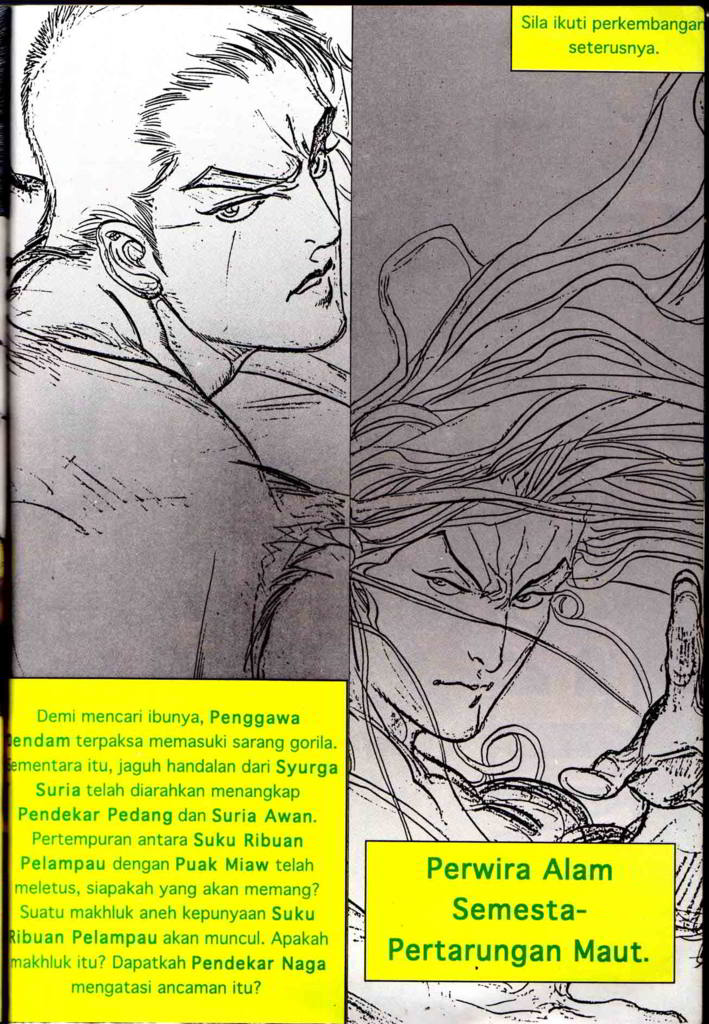 Sila ikuti perkembangan
seterusnya.
Demi mencari ibunya, Penggawa
endam terpaksa memasuki sarang gorila.
ementara itu, jaguh handalan dari Syurga
Suria telah diarahkan menangkap
Pendekar Pedang dan Suria Awan.
Pertempuran antara Suku Ribuan
Pelampau dengan Puak Miaw telah
meletus, siapakah yang akan memang?
Suatu makhluk aneh kepunyaan Suku
Ribuan Pelampau akan muncul. Apakah
makhluk itu? Dapatkah Pendekar Naga
mengatasi ancaman itu?
Perwira Alam
Semesta-
Pertarungan Maut.